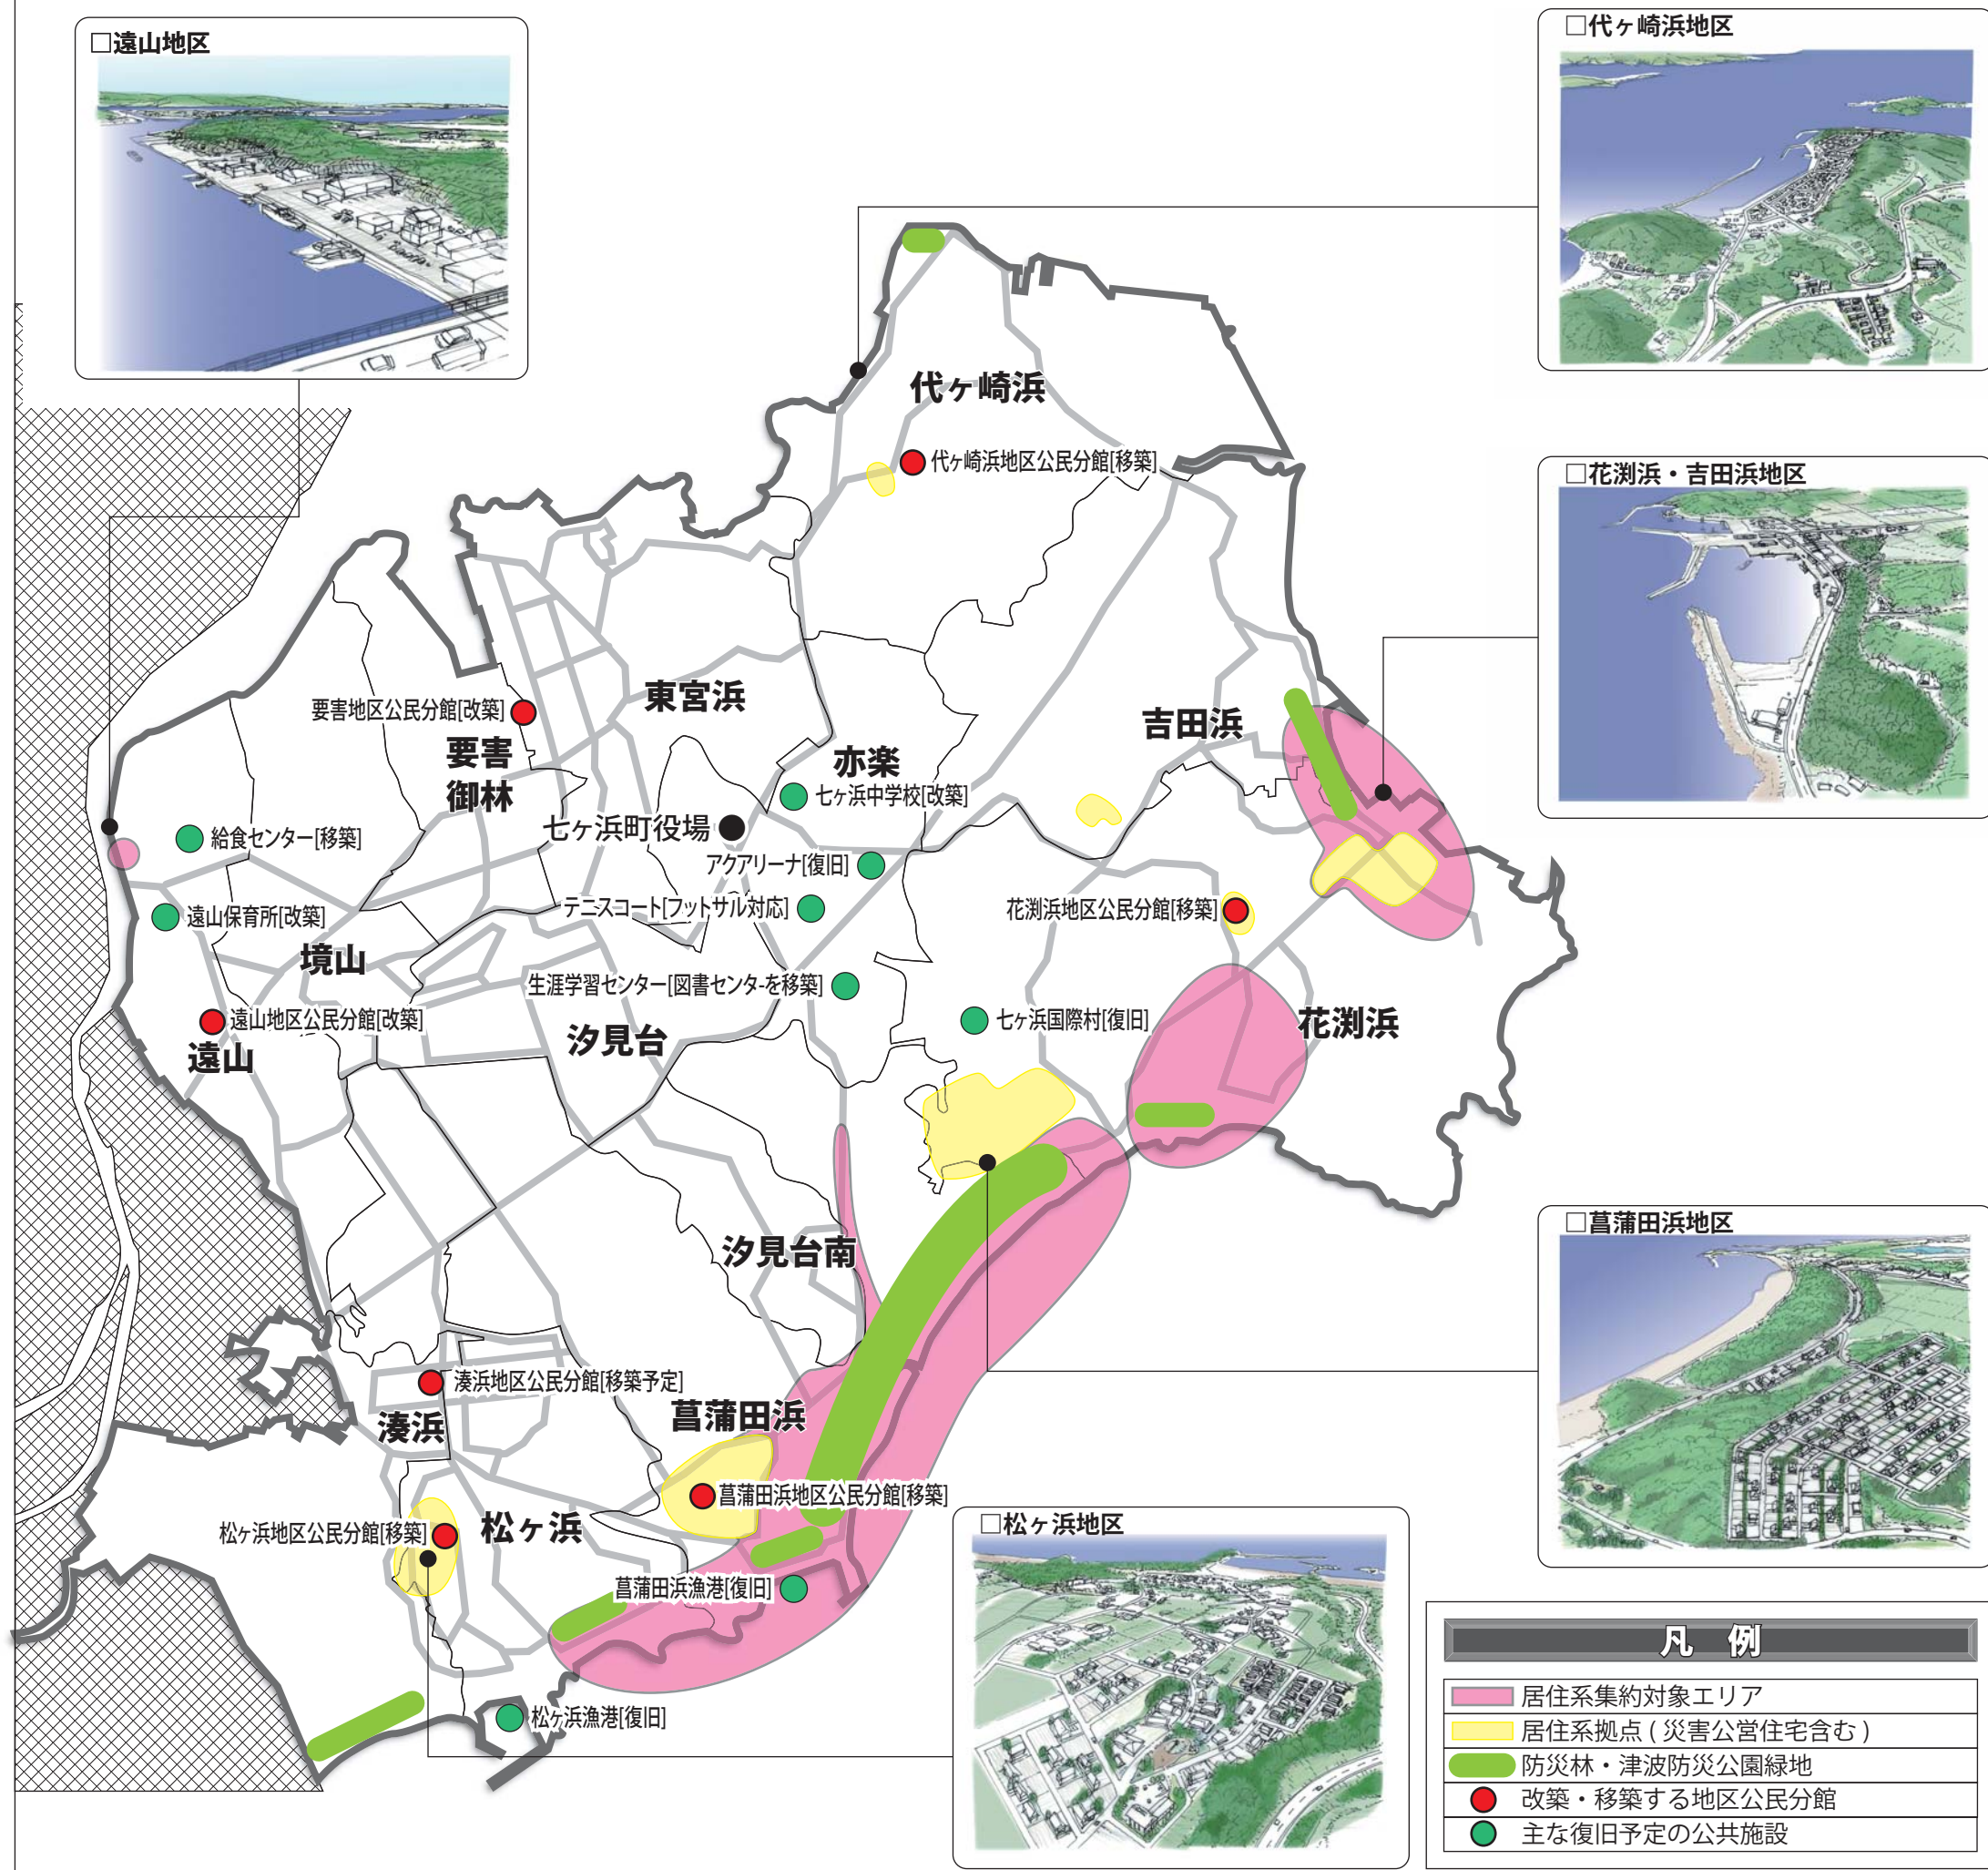 □遠山地区
□代ヶ崎浜地区
代ヶ崎浜
代ヶ崎浜地区公民分館[移築]
□花渕浜・吉田浜地区
東宮浜
要害地区公民分館[改築]
吉田浜
要害
御林
亦楽
七ヶ浜中学校[改築]
七ヶ浜町役場
給食センター[移築]
アクアリーナ[復旧]
テニスコート[フットサル対応]
花渕浜地区公民分館[移築]
遠山保育所[改築]
境山
生涯学習センター[図書センタ-を移築]
遠山地区公民分館[改築]
七ヶ浜国際村[復旧]
花渕浜
汐見台
遠山
□菖蒲田浜地区
汐見台南
湊浜地区公民分館[移築予定]
菖蒲田浜
湊浜
菖蒲田浜地区公民分館[移築]
松ヶ浜
松ヶ浜地区公民分館[移築]
□松ヶ浜地区
菖蒲田浜漁港[復旧]
松ヶ浜漁港[復旧]
凡 例
居住系集約対象エリア
居住系拠点 ( 災害公営住宅含む )
防災林・津波防災公園緑地
改築・移築する地区公民分館
主な復旧予定の公共施設